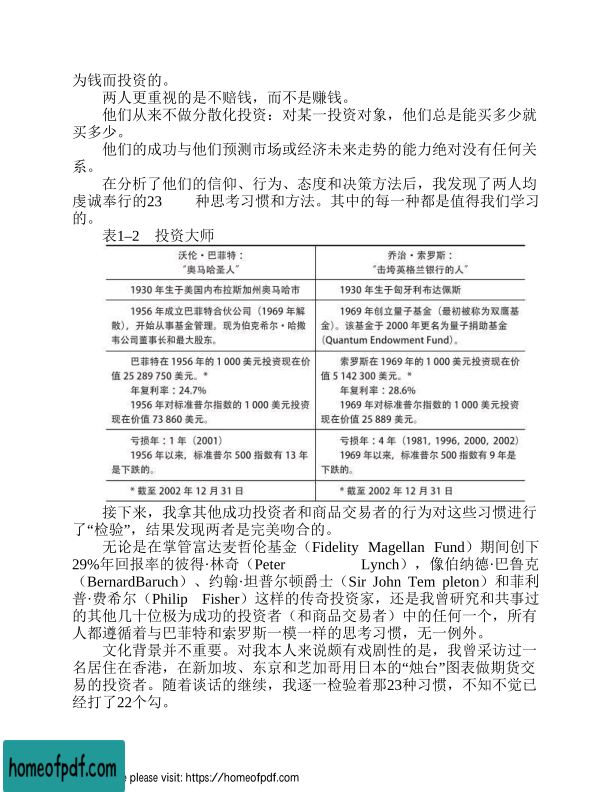 为钱而投资的。
两人更重视的是不赔钱，而不是赚钱。
他们从来不做分散化投资：对某一投资对象，他们总是能买多少就
买多少。
他们的成功与他们预测市场或经济未来走势的能力绝对没有任何关
系。
在分析了他们的信仰、行为、态度和决策方法后，我发现了两人均
虔诚奉行的23 种思考习惯和方法。其中的每一种都是值得我们学习
的。
表1–2 投资大师
沃伦·巴菲特：
“奥马哈圣人”
乔治·索罗斯：
“击垮英格兰银行的人”
1930 年生于美国内布拉斯加州奥马哈市
1930 年生于匈牙利布达佩斯
1956 年成立巴菲特合伙公司（1969 年解
散），开始从事基金管理。现为伯克希尔·哈撒
韦公司董事长和最大股东。
1969 年创立量子基金（最初被称为双鹰基
金）。该基金于 2000 年更名为量子捐助基金
（Quantum Endowment Fund）。
巴菲特在 1956 年的 1 000 美元投资现在价
值 25 289 750 美元。*
年复利率：24.7%
1956 年对标准普尔指数的 1 000 美元投资
现在价值 73 860 美元。
索罗斯在 1969 年的 1 000 美元投资现在价
值 5 142 300 美元。*
年复利率：28.6%
1969 年对标准普尔指数的 1 000 美元投资
现在价值 25 889 美元。
亏损年：1 年（2001）
1956 年以来，标准普尔 500 指数有 13 年
是下跌的。
亏损年：4 年（1981, 1996, 2000, 2002）
1969 年以来，标准普尔 500 指数有 9 年是
下跌的。
* 截至 2002 年 12 月 31 日
* 截至 2002 年 12 月 31 日
接下来，我拿其他成功投资者和商品交易者的行为对这些习惯进行
了“检验”，结果发现两者是完美吻合的。
无论是在掌管富达麦哲伦基金（Fidelity Magellan Fund）期间创下
29%年回报率的彼得·林奇（Peter Lynch），像伯纳德·巴鲁克
（BernardBaruch）、约翰·坦普尔顿爵士（Sir John Tem pleton）和菲利
普·费希尔（Philip Fisher）这样的传奇投资家，还是我曾研究和共事过
的其他几十位极为成功的投资者（和商品交易者）中的任何一个，所有
人都遵循着与巴菲特和索罗斯一模一样的思考习惯，无一例外。
文化背景并不重要。对我本人来说颇有戏剧性的是，我曾采访过一
名居住在香港，在新加坡、东京和芝加哥用日本的“烛台”图表做期货交
易的投资者。随着谈话的继续，我逐一检验着那23种习惯，不知不觉已
经打了22个勾。
homeofpdf.com
e please visit: https://homeofpdf.com